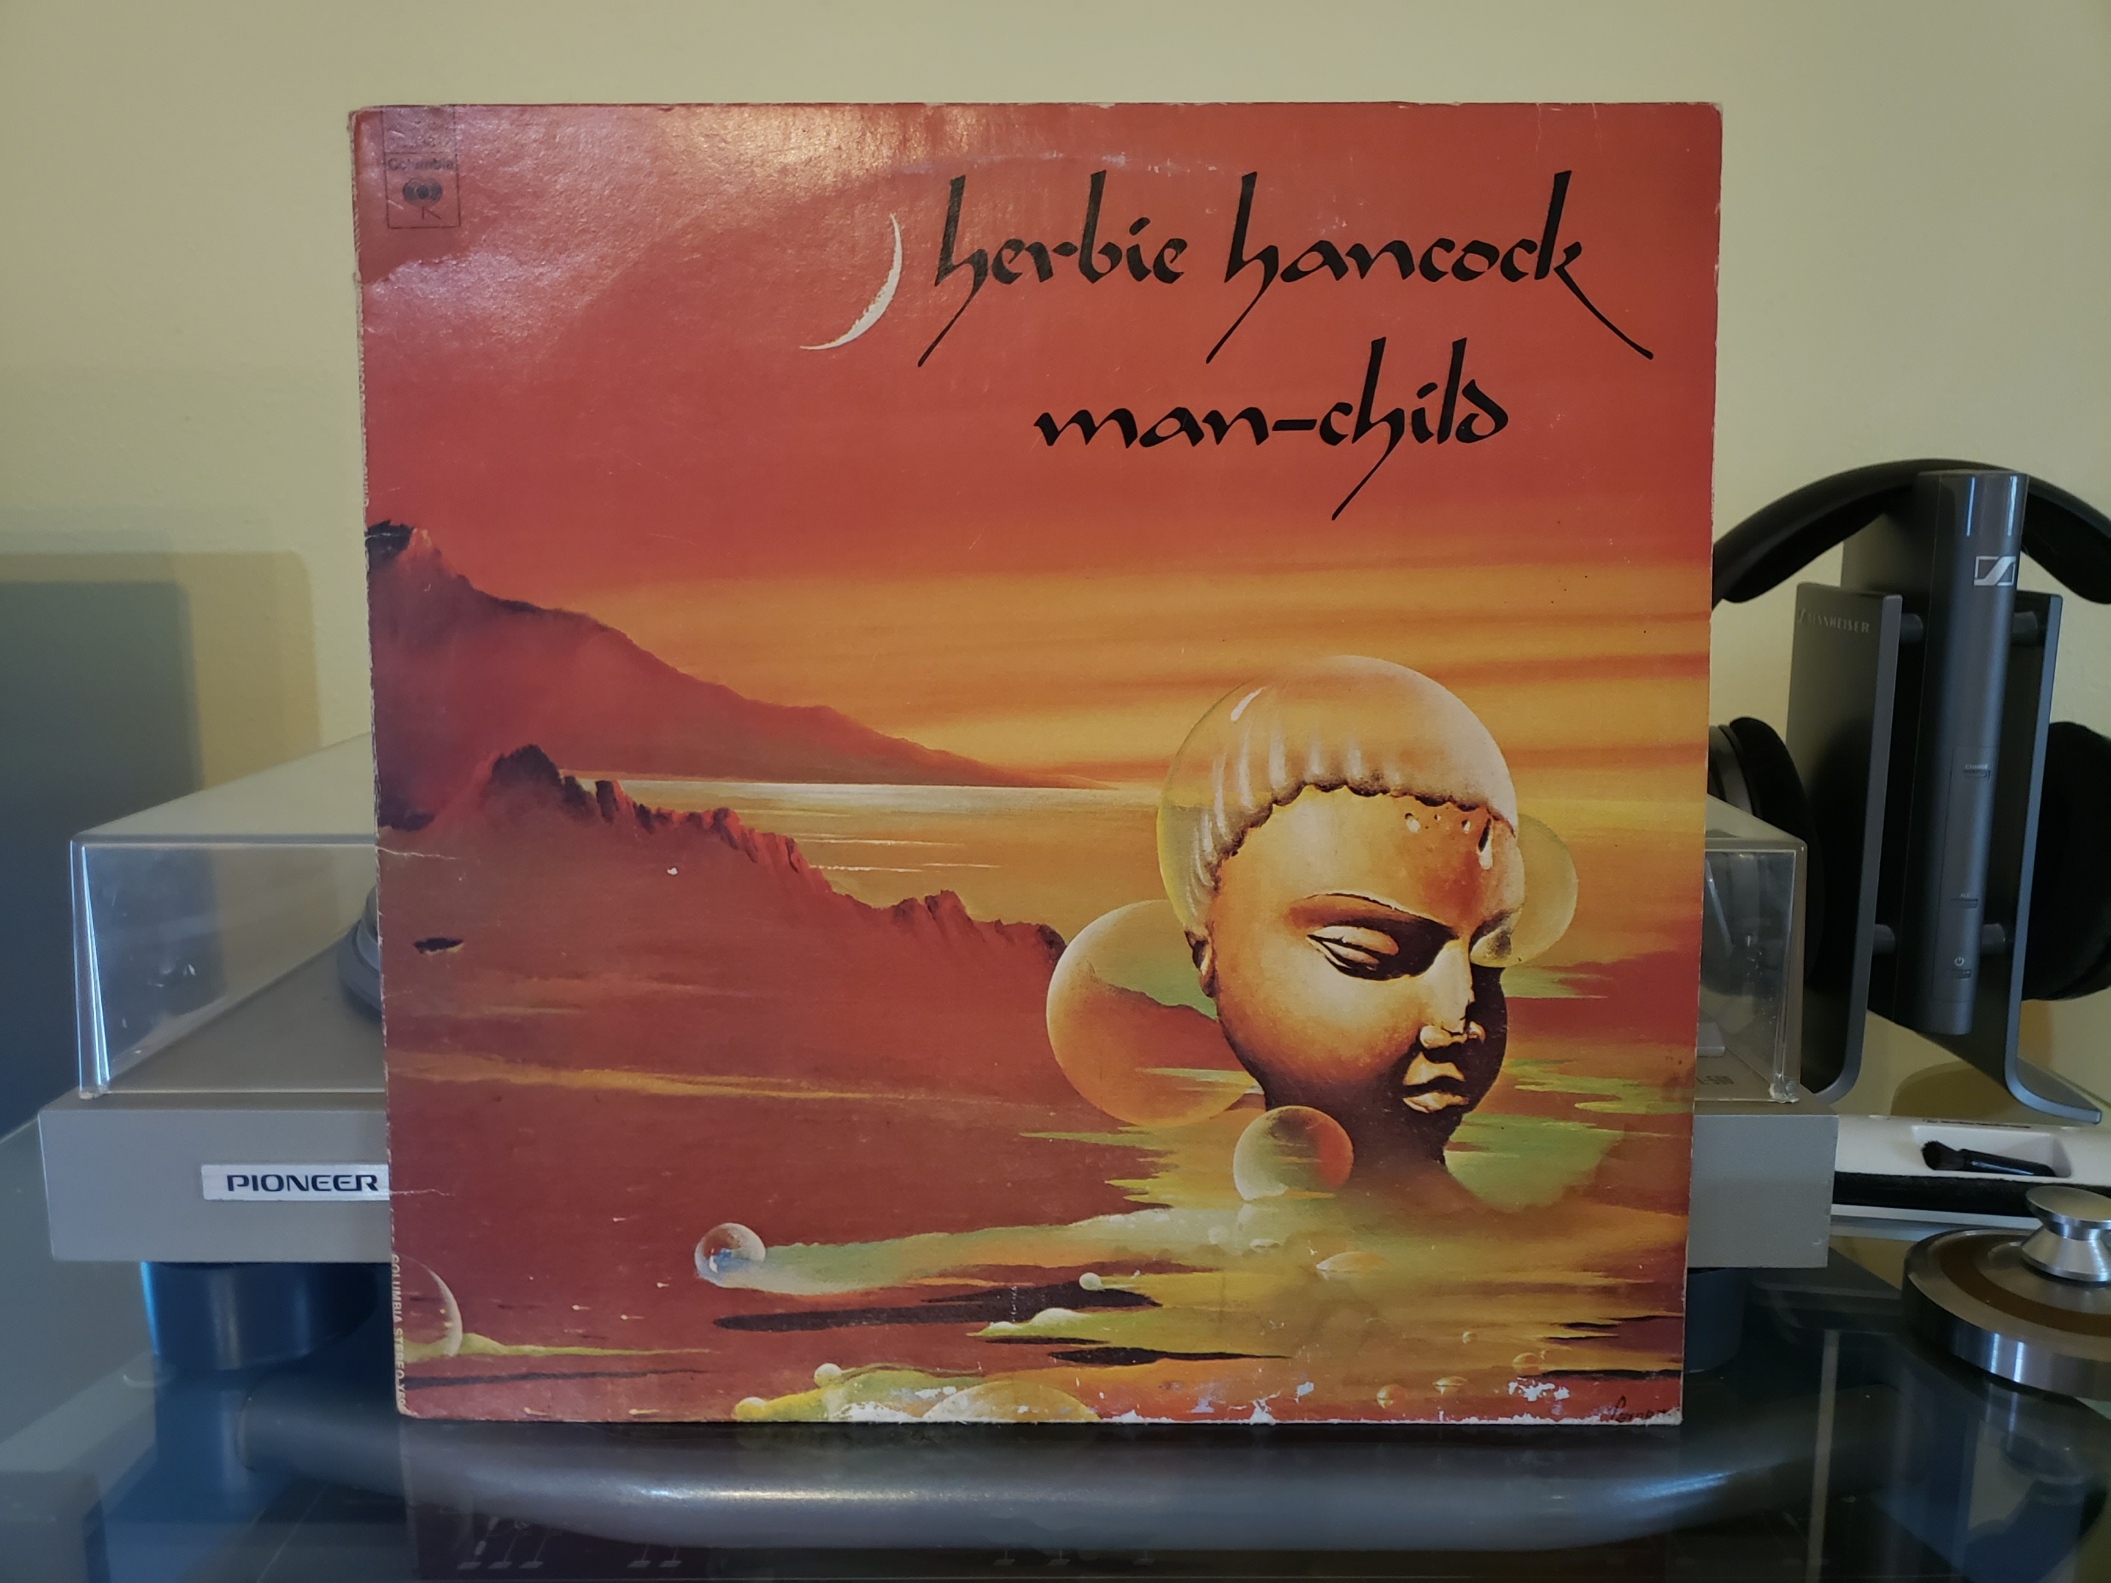 Columbia
herbie hancock
man-child
SENNHEISER
PIONEER
COLUMBIA STEREO